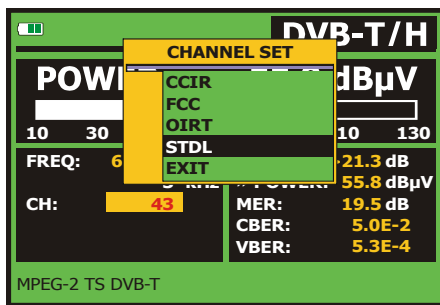 DVB-T/H
CHANNEL SET
CCIR
FCC
OIRT
STDL
EXIT
dBµV
10 30 10 130
FREQ: 6
kHz
CH: 43
21.3 dB
POWER: 55.8 dBµV
MER: 19.5 dB
CBER: 5.0E-2
VBER: 5.3E-4
MPEG-2 TS DVB-T